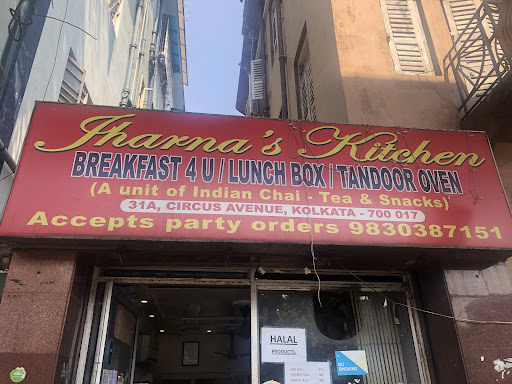 Jharna's Kitchen
BREAKFAST 4 U / LUNCH BOX / TANDOOR OVEN
(A unit of Indian Chai - Tea & Snacks)
31A, CIRCUS AVENUE, KOLKATA - 700 017
Accepts party orders 9830387151
HALAL
PRODUCTS.
NO SMOKING